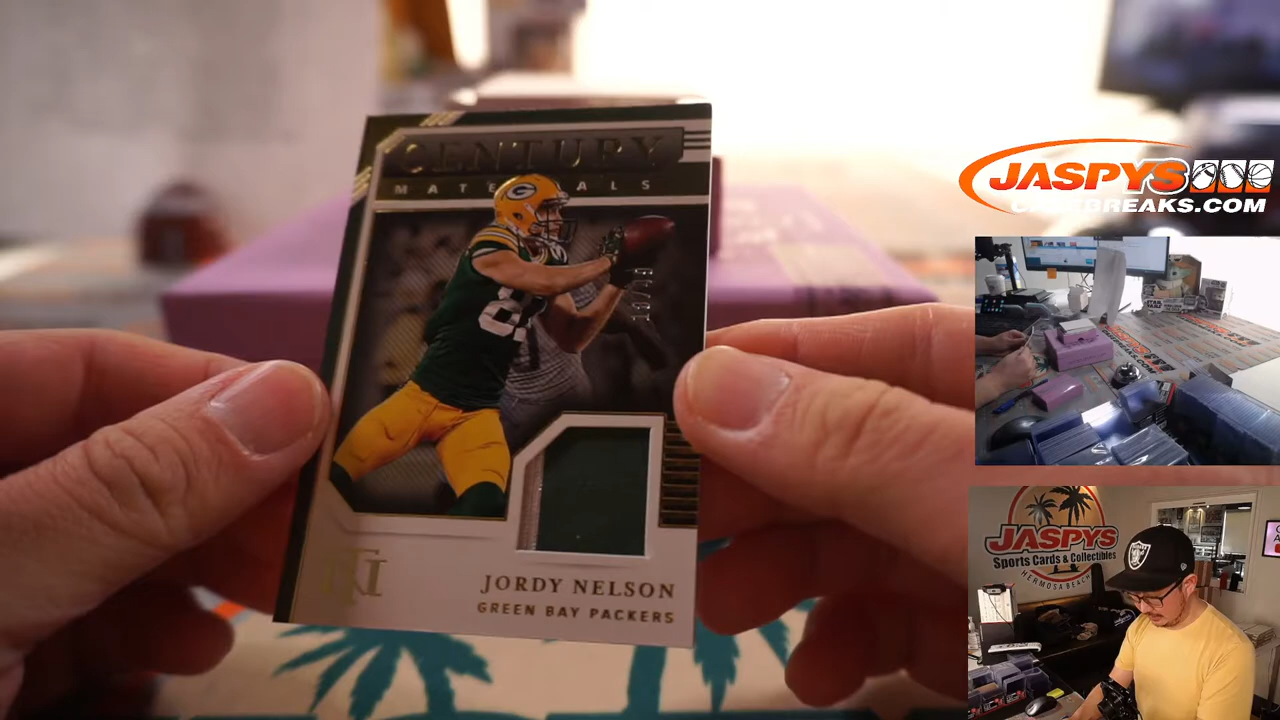 CENTURY
MATERIALS
JORDY NELSON
GREEN BAY PACKERS
JASPYS
CASEBREAKS.COM
JASPYS
Sports Cards & Collectibles
HERMOSA BEACH